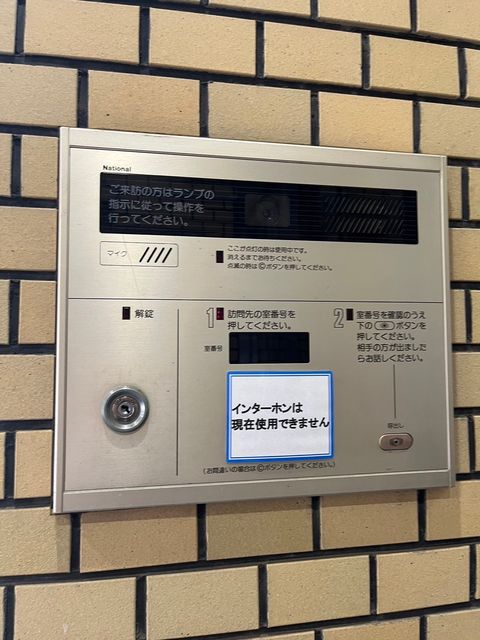 National
ご来訪の方はランプの
指示に従って操作を
行ってください。
マイク
ここが点灯の時は使用中です。
消えるまでお待ちください。
点滅の時はⒸボタンを押してください。
解錠
1 訪問先の室番号を
押してください。
室番号
2 室番号を確認のうえ
下の(◉)ボタンを
押してください。
相手の方が出ました
らお話しください。
インターホンは
現在使用できません
呼出し
(お間違いの場合はⒸボタンを押してください。)